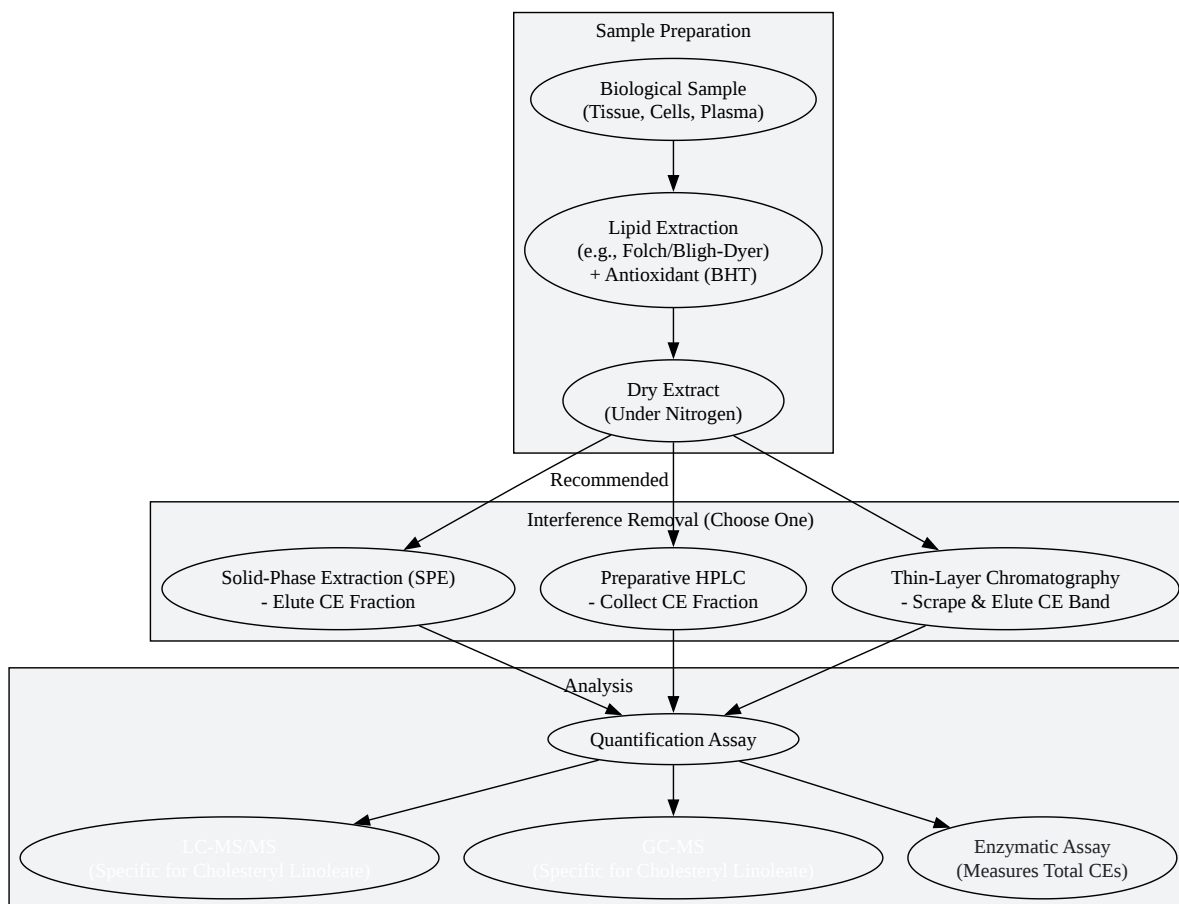 Sample Preparation
Biological Sample
(Tissue, Cells, Plasma)
Lipid Extraction
(e.g., Folch/Bligh-Dyer)
+ Antioxidant (BHT)
Dry Extract
(Under Nitrogen)
Recommended
Interference Removal (Choose One)
Solid-Phase Extraction (SPE)
- Elute CE Fraction
Preparative HPLC
- Collect CE Fraction
Thin-Layer Chromatography
- Scrape & Elute CE Band
Analysis
Quantification Assay
LC-MS/MS
(Specific for Cholesteryl Linoleate)
GC-MS
(Specific for Cholesteryl Linoleate)
Enzymatic Assay
(Measures Total CEs)